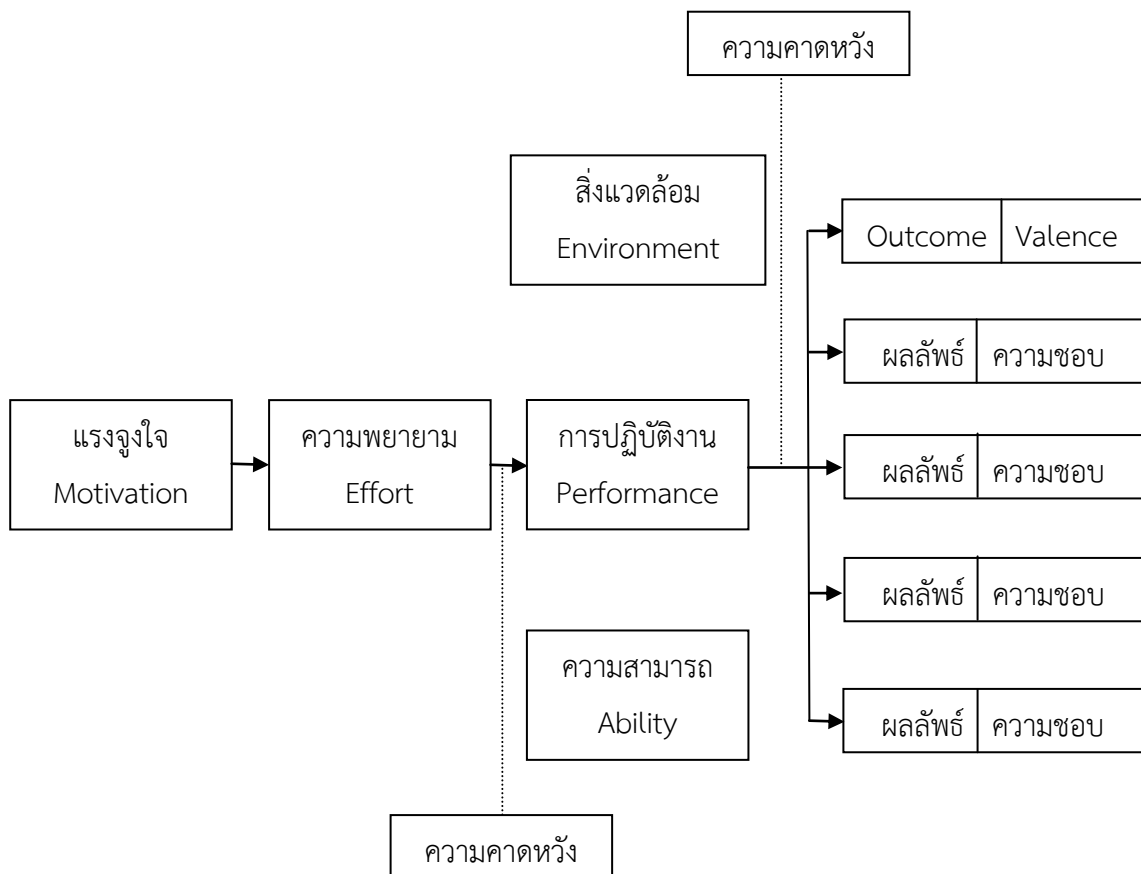 ความคาดหวัง
สิ่งแวดล้อม
Environment
Outcome Valence
ผลลัพธ์ ความชอบ
แรงจูงใจ
Motivation
ความพยายาม
Effort
การปฏิบัติงาน
Performance
ผลลัพธ์ ความชอบ
ผลลัพธ์ ความชอบ
ความสามารถ
Ability
ผลลัพธ์ ความชอบ
ความคาดหวัง